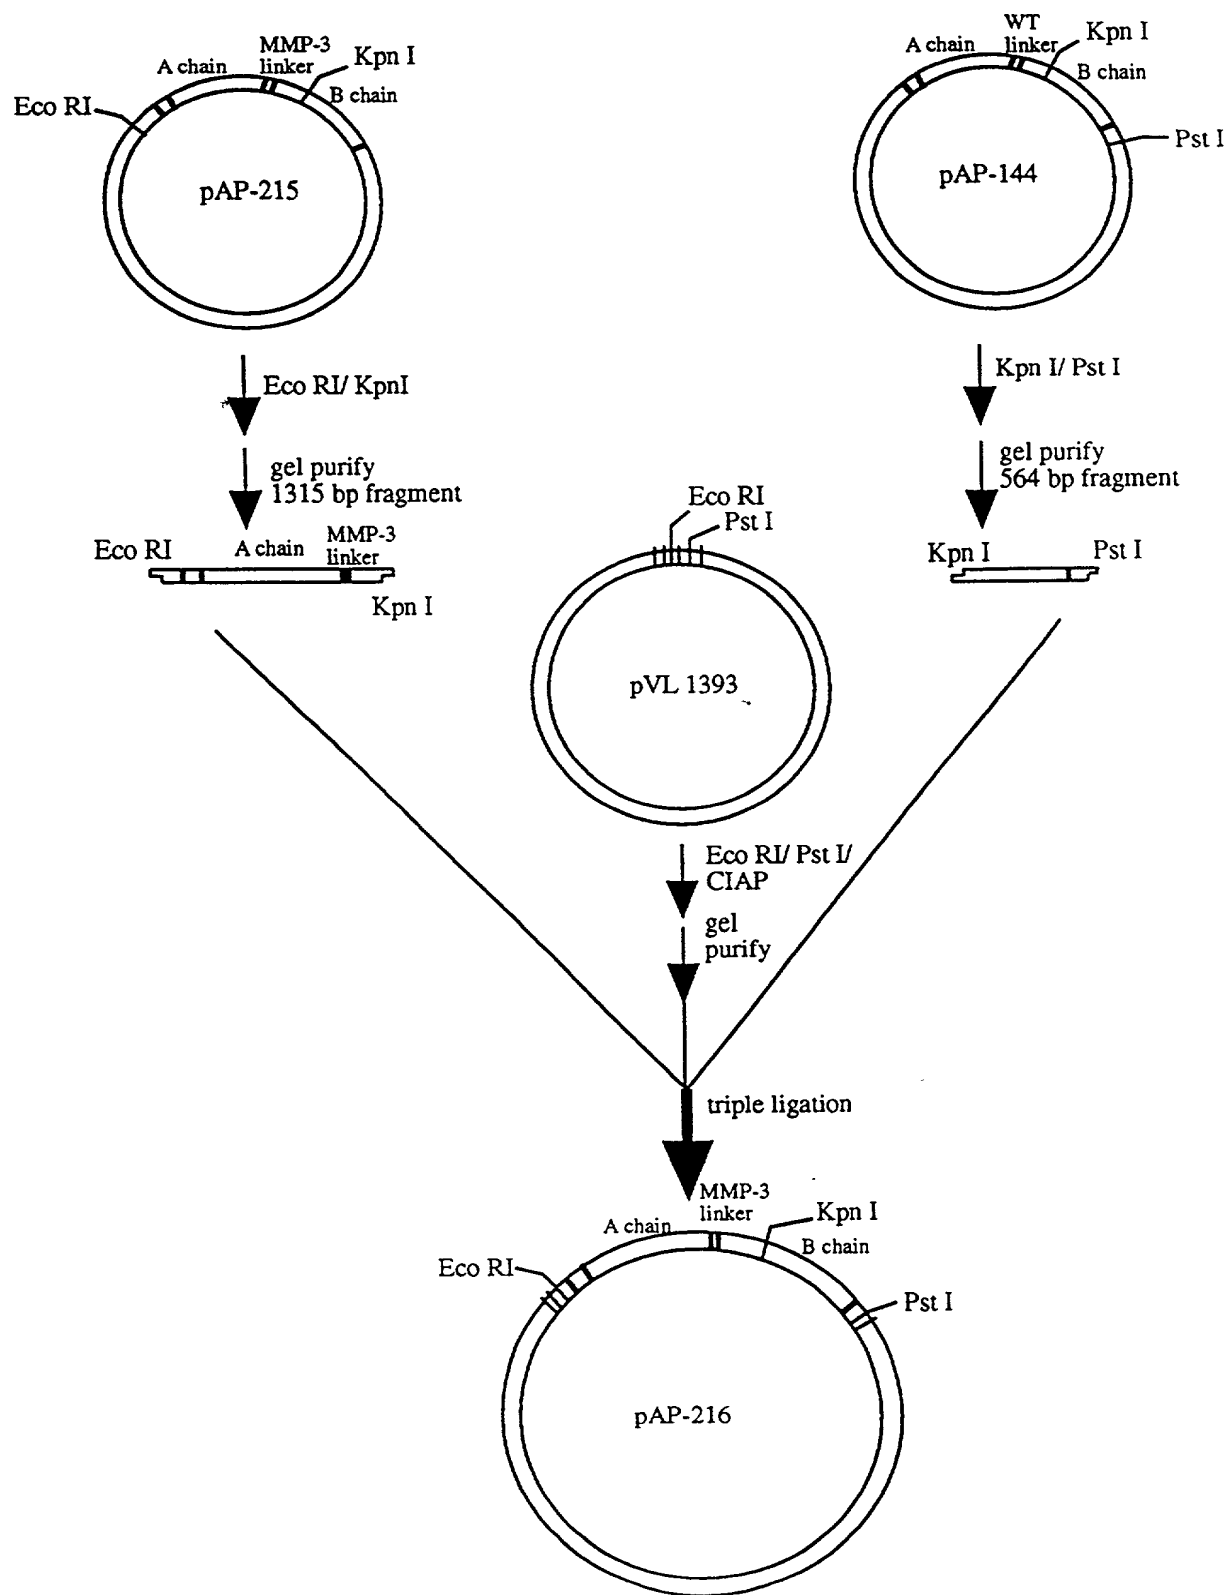 MMP-3
linker
Kpn I
A chain
B chain
Eco RI
pAP-215
WT
linker
Kpn I
A chain
B chain
Pst I
pAP-144
Eco RI/ KpnI
gel purify
1315 bp fragment
Kpn I/ Pst I
gel purify
564 bp fragment
Eco RI
A chain
MMP-3
linker
Kpn I
Eco RI
Pst I
pVL 1393
Kpn I
Pst I
Eco RI/ Pst I/
CIAP
gel
purify
triple ligation
MMP-3
linker
Kpn I
A chain
B chain
Eco RI
Pst I
pAP-216